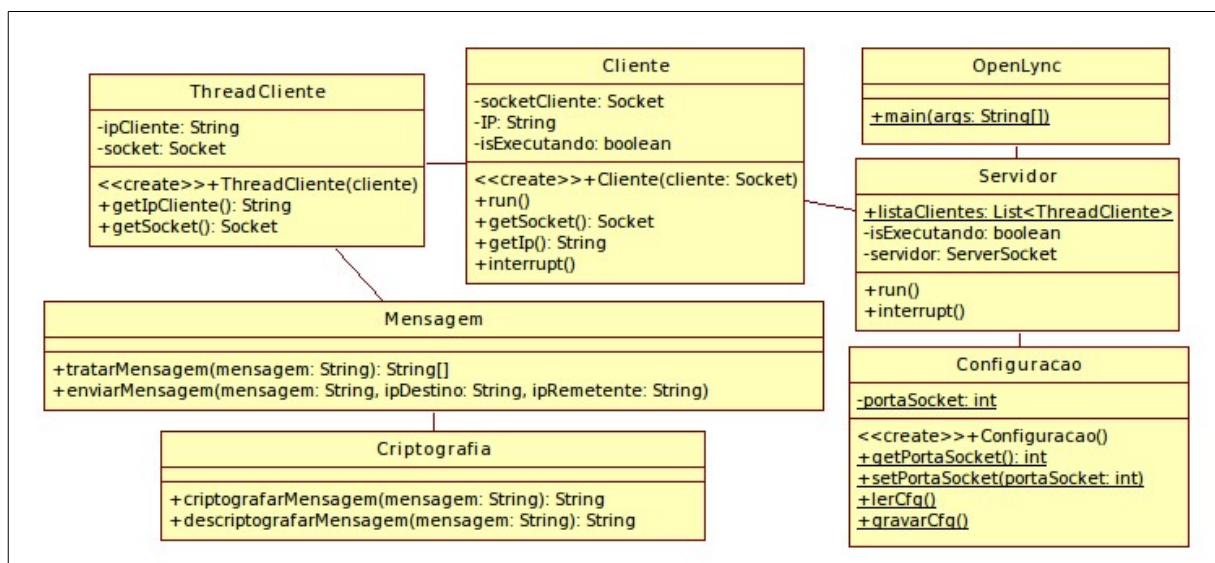 ThreadCliente
-ipCliente: String
-socket: Socket
<<create>>+ThreadCliente(cliente)
+getIpCliente(): String
+getSocket(): Socket
Cliente
-socketCliente: Socket
-IP: String
-isExecutando: boolean
<<create>>+Cliente(cliente: Socket)
+run()
+getSocket(): Socket
+getIp(): String
+interrupt()
OpenLync
+main(args: String[])
Servidor
+listaClientes: List<ThreadCliente>
-isExecutando: boolean
-servidor: ServerSocket
+run()
+interrupt()
Mensagem
+tratarMensagem(mensagem: String): String[]
+enviarMensagem(mensagem: String, ipDestino: String, ipRemetente: String)
Configuracao
-portaSocket: int
<<create>>+Configuracao()
+getPortaSocket(): int
+setPortaSocket(portaSocket: int)
+lerCfg()
+gravarCfg()
Criptografia
+criptografarMensagem(mensagem: String): String
+descriptografarMensagem(mensagem: String): String